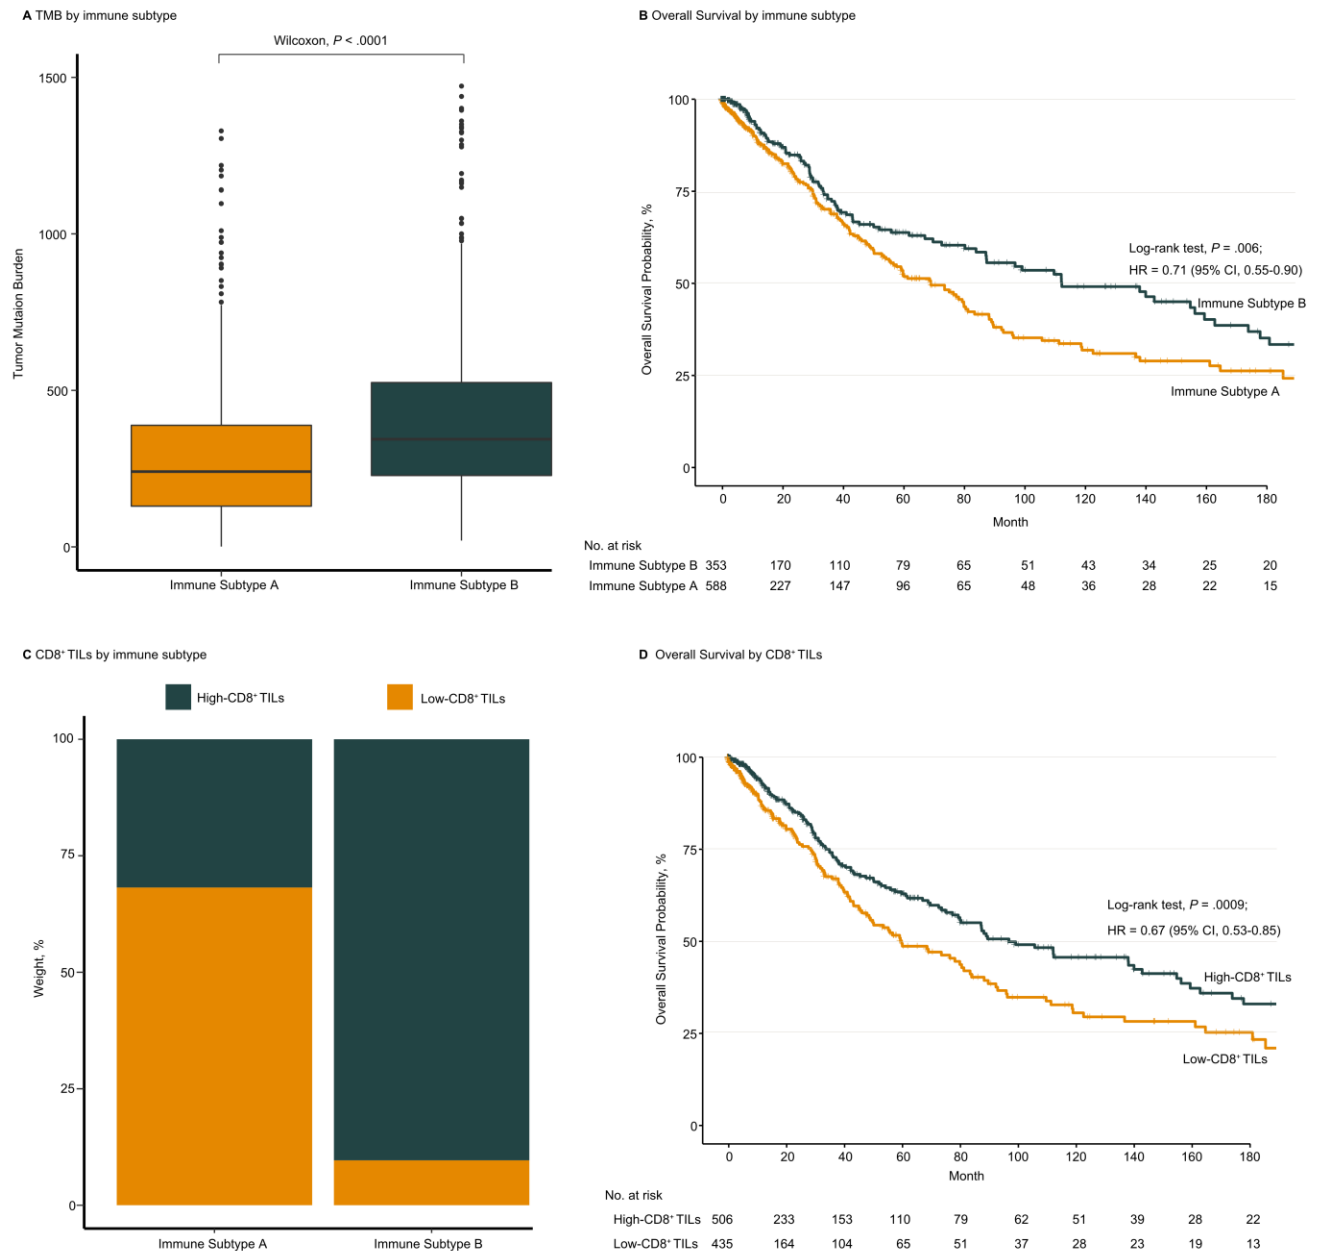 A TMB by immune subtype
Wilcoxon, P < .0001
1500
1000
500
0
Tumor Mutaion Burden
Immune Subtype A
Immune Subtype B
B Overall Survival by immune subtype
100
75
50
25
0
Overall Survival Probability, %
Log-rank test, P = .006;
HR = 0.71 (95% CI, 0.55-0.90)
Immune Subtype B
Immune Subtype A
0 20 40 60 80 100 120 140 160 180
Month
No. at risk
Immune Subtype B 353 170 110 79 65 51 43 34 25 20
Immune Subtype A 588 227 147 96 65 48 36 28 22 15
C CD8+ TILs by immune subtype
High-CD8+ TILs
Low-CD8+ TILs
100
75
50
25
0
Weight, %
Immune Subtype A
Immune Subtype B
D Overall Survival by CD8+ TILs
100
75
50
25
0
Overall Survival Probability, %
Log-rank test, P = .0009;
HR = 0.67 (95% CI, 0.53-0.85)
High-CD8+ TILs
Low-CD8+ TILs
0 20 40 60 80 100 120 140 160 180
Month
No. at risk
High-CD8+ TILs 506 233 153 110 79 62 51 39 28 22
Low-CD8+ TILs 435 164 104 65 51 37 28 23 19 13